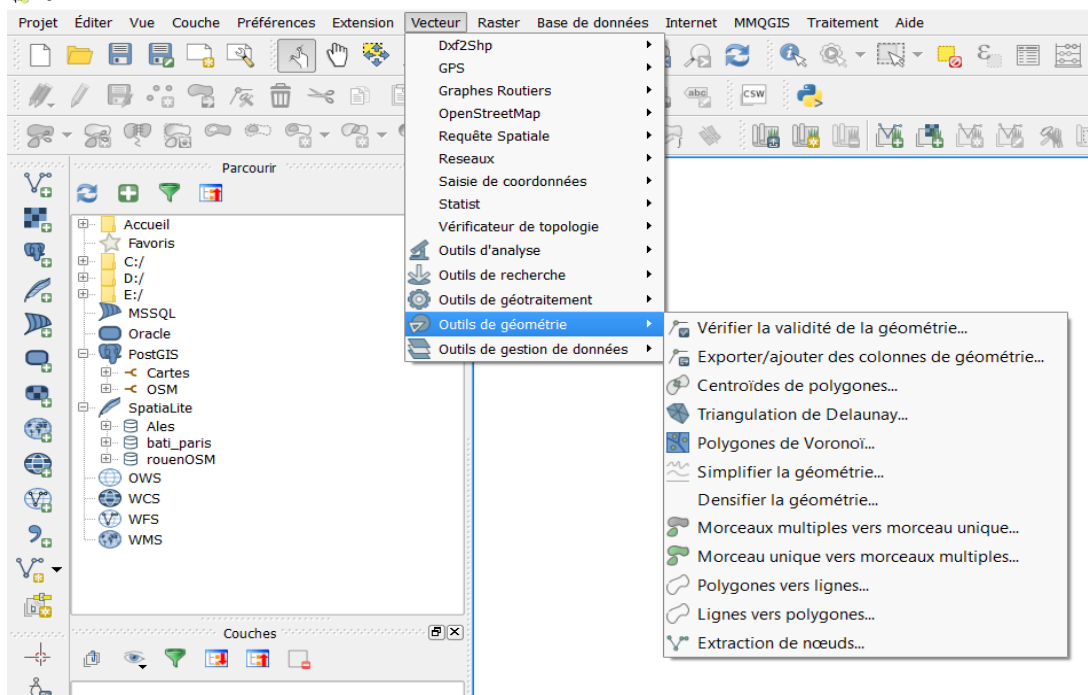 Projet Éditer Vue Couche Préférences Extension Vecteur Raster Base de données Internet MMQGIS Traitement Aide
Dxf2Shp
GPS
Graphes Routiers
OpenStreetMap
Requête Spatiale
Reseaux
Saisie de coordonnées
Statist
Vérificateur de topologie
Outils d'analyse
Outils de recherche
Outils de géotraitement
Outils de géométrie
Outils de gestion de données
Vérifier la validité de la géométrie...
Exporter/ajouter des colonnes de géométrie...
Centroïdes de polygones...
Triangulation de Delaunay...
Polygones de Voronoï...
Simplifier la géométrie...
Densifier la géométrie...
Morceaux multiples vers morceau unique...
Morceau unique vers morceaux multiples...
Polygones vers lignes...
Lignes vers polygones...
Extraction de nœuds...
abc
CSW
Parcourir
Accueil
Favoris
C:/
D:/
E:/
MSSQL
Oracle
PostGIS
Cartes
OSM
SpatiaLite
Ales
bati_paris
rouenOSM
OWS
WCS
WFS
WMS
Couches